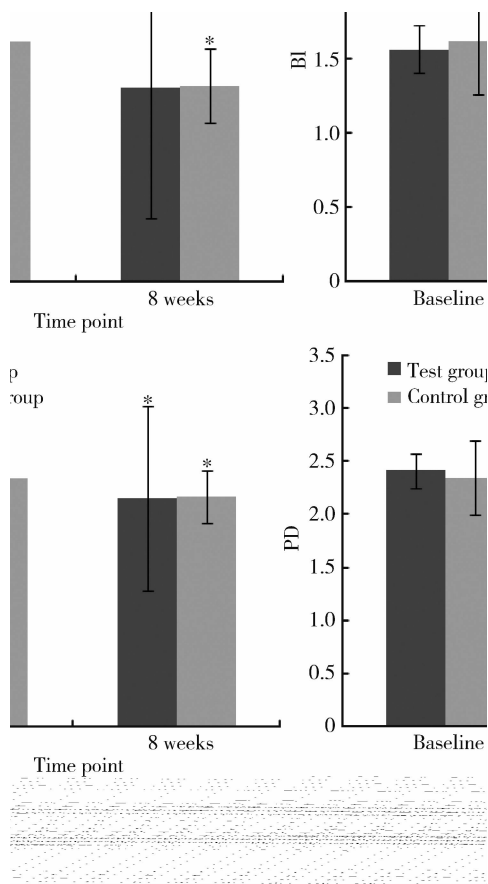 *
BI
1.5
1.0
0.5
0
8 weeks
Time point
Baseline
p
roup
*
*
8 weeks
Time point
PD
3.5
3.0
2.5
2.0
1.5
1.0
0.5
0
Test group
Control gr
Baseline